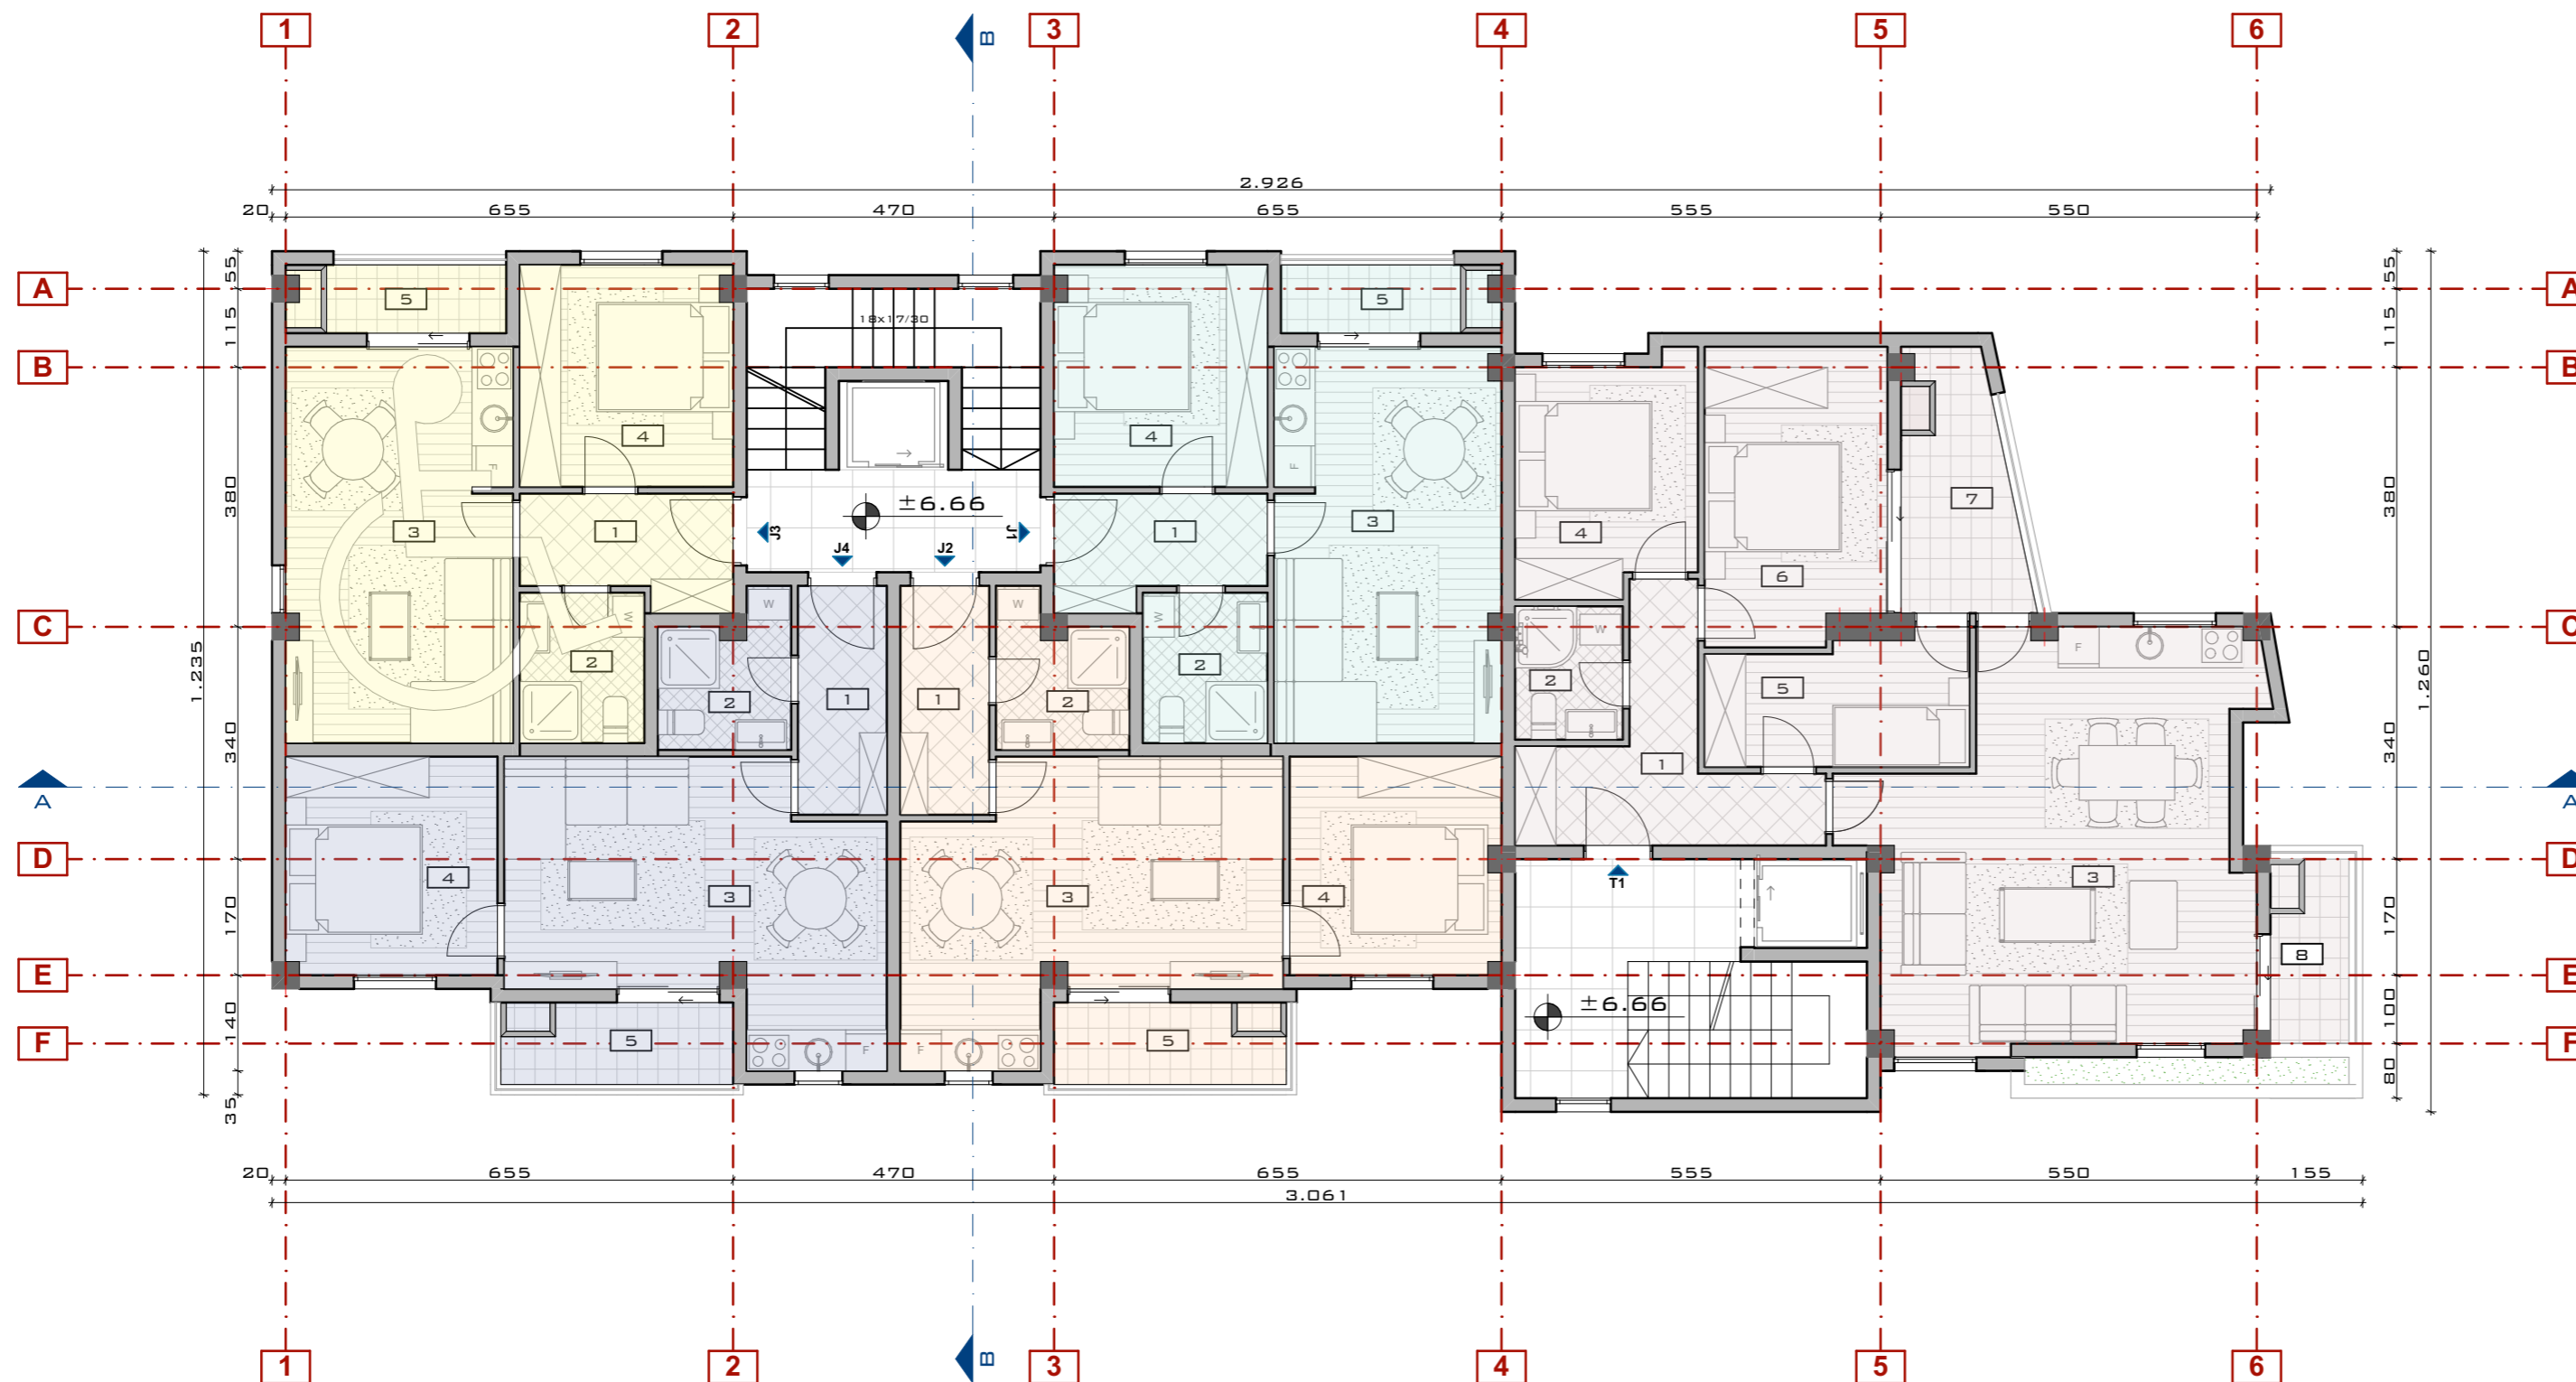 1 2 B 3 4 5 6
2.926
20 655 470 655 555 550
A 55 55 A
5 5
115 18x17/30 115
B B
4 4
380 F F 7 380
3 1 ±6.66 1 3 4
J3 J4 J2 J1
6
C W W W W W C
2 2 1 1 2 2 2 5 F
1.235 1.260
340 1 340
A A
D D
4 3 3 4 T1 3
170 170
E 8 E
±6.66
140 5 F F 5 100
F F
35 80
20 655 470 655 555 550 155
3.061
1 2 B 3 4 5 6